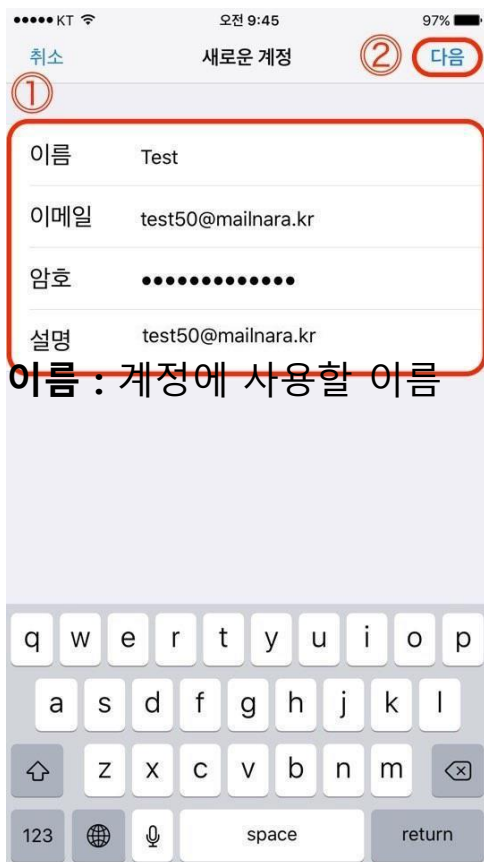 ●●●●● KT 오전 9:45 97%
취소 새로운 계정 ② 다음
①
이름 Test
이메일 test50@mailnara.kr
암호 ●●●●●●●●●●●●●
설명 test50@mailnara.kr
이름 : 계정에 사용할 이름
q w e r t y u i o p
a s d f g h j k l
z x c v b n m
123 space return